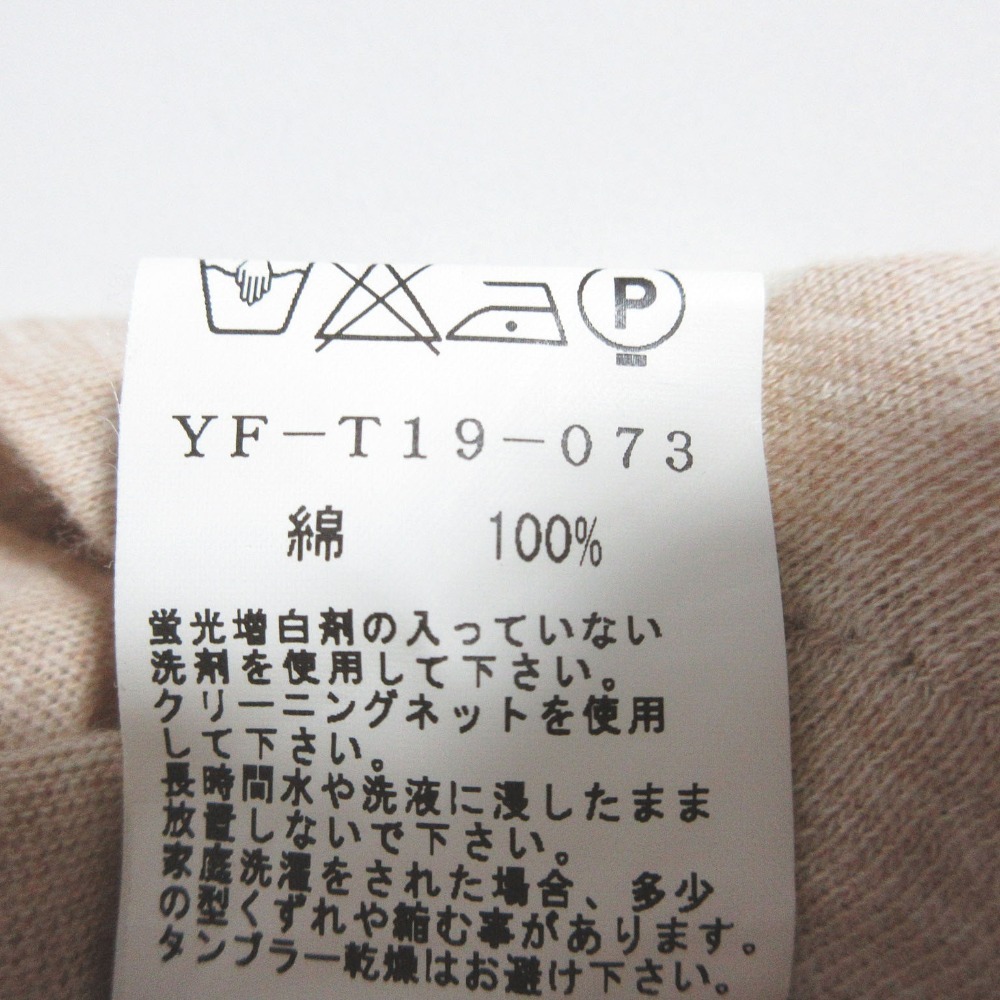 P
YF-T19-073
綿 100%
蛍光増白剤の入っていない
洗剤を使用して下さい。
クリーニングネットを使用
して下さい。
長時間水や洗液に浸したまま
放置しないで下さい。
家庭洗濯をされた場合、多少
の型くずれや縮む事があります。
タンブラー乾燥はお避け下さい。